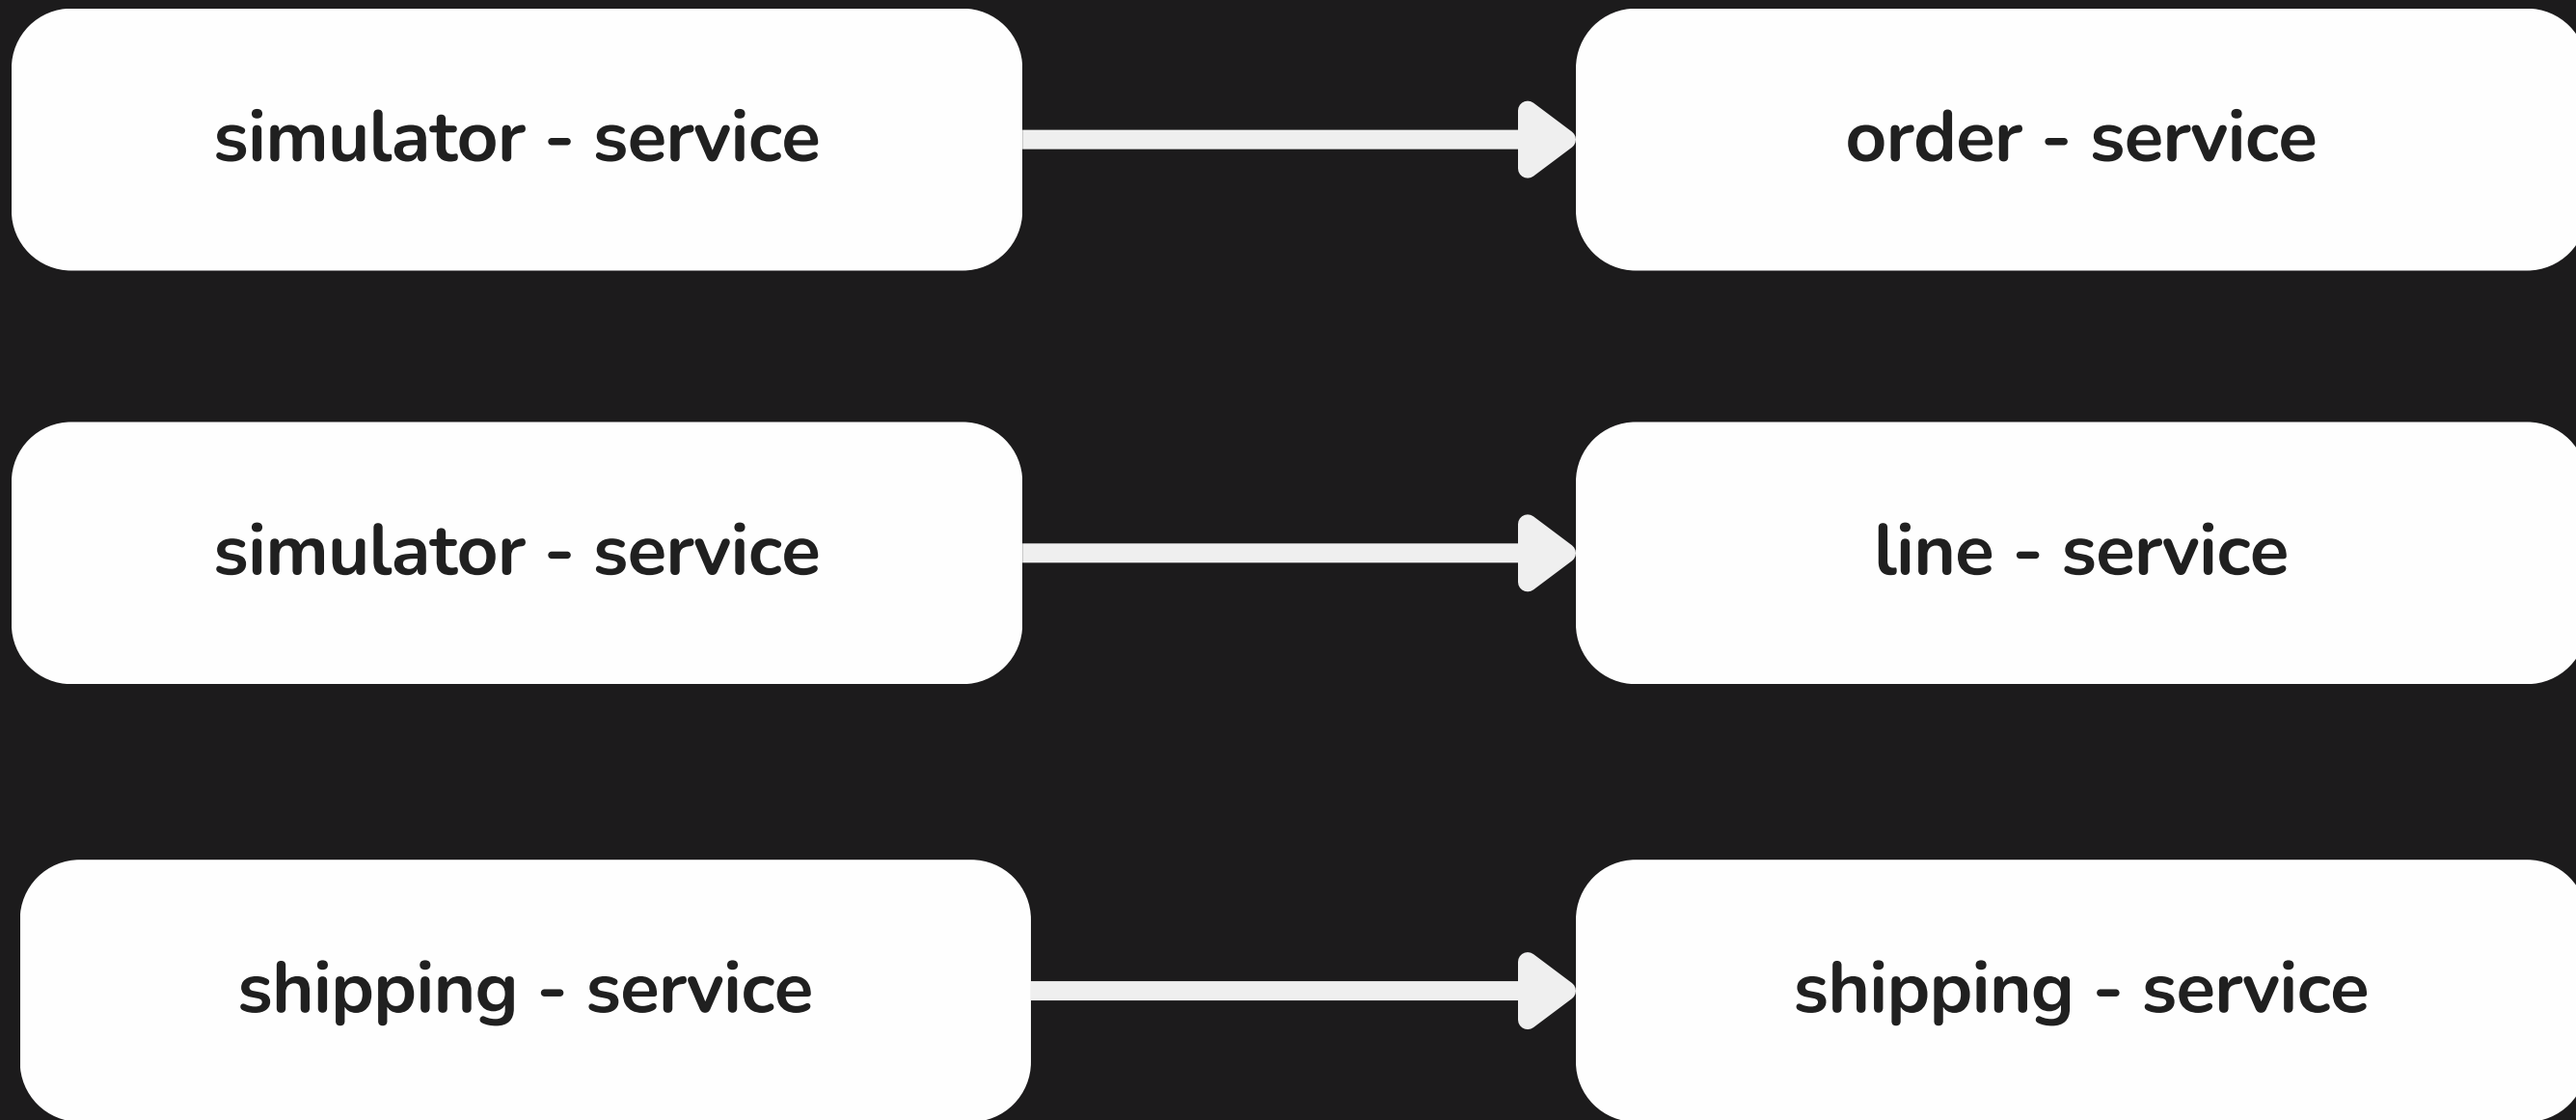 simulator - service
order - service
simulator - service
line - service
shipping - service
shipping - service